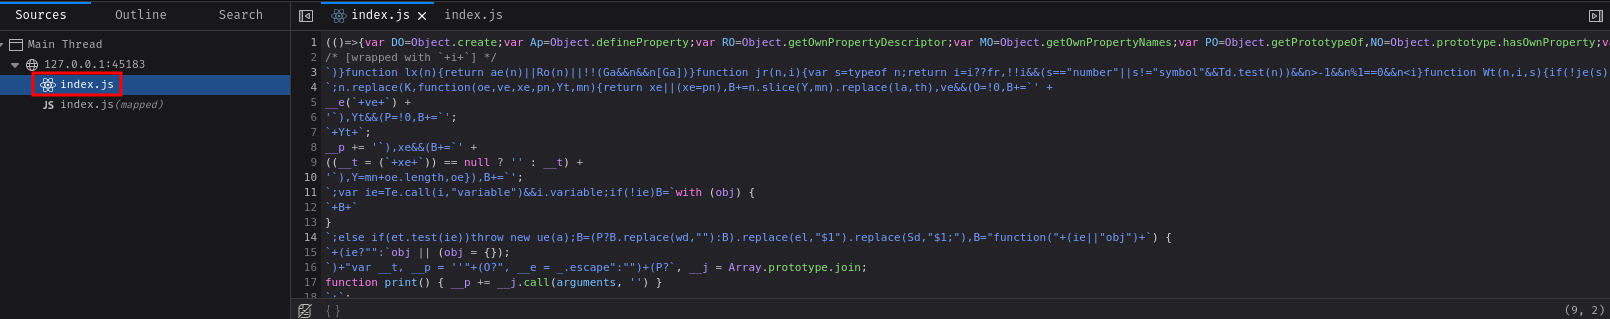 Sources Outline Search index.js index.js
Main Thread
127.0.0.1:45183
index.js
index.js(mapped)
1 (()=>{var DO=Object.create;var Ap=Object.defineProperty;var RO=Object.getOwnPropertyDescriptor;var MO=Object.getOwnPropertyNames;var PO=Object.getPrototypeOf,NO=Object.prototype.hasOwnProperty;va
2 /* [wrapped with `+i+`] */
3 `)}function lx(n){return ae(n)||Ro(n)||!!(Ga&&n&&n[Ga])}function jr(n,i){var s=typeof n;return i=i??fr,!!i&&(s=="number"||s!="symbol"&&Td.test(n))&&n>-1&&n%1==0&&n<i}function Wt(n,i,s){if(!je(s)
4 `;n.replace(K,function(oe,ve,xe,pn,Yt,mn){return xe||(xe=pn),B+=n.slice(Y,mn).replace(la,th),ve&&(O=!0,B+=`' +
5 __e(`+ve+`) +
6 '`),Yt&&(P=!0,B+=`';
7 `+Yt+`;
8 __p += '`),xe&&(B+=`' +
9 ((__t = (`+xe+`)) == null ? '' : __t) +
10 '`),Y=mn+oe.length,oe}),B+=`';
11 `;var ie=Te.call(i,"variable")&&i.variable;if(!ie)B=`with (obj) {
12 `+B+`
13 }
14 `;else if(et.test(ie))throw new ue(a);B=(P?B.replace(wd,""):B).replace(el,"$1").replace(Sd,"$1;"),B="function("+(ie||"obj")+`) {
15 `+(ie?"":`obj || (obj = {});
16 `)+"var __t, __p = ''"+(O?", __e = _.escape":"")+(P?`, __j = Array.prototype.join;
17 function print() { __p += __j.call(arguments, '') }
18 `:`;
{ } (9, 2)